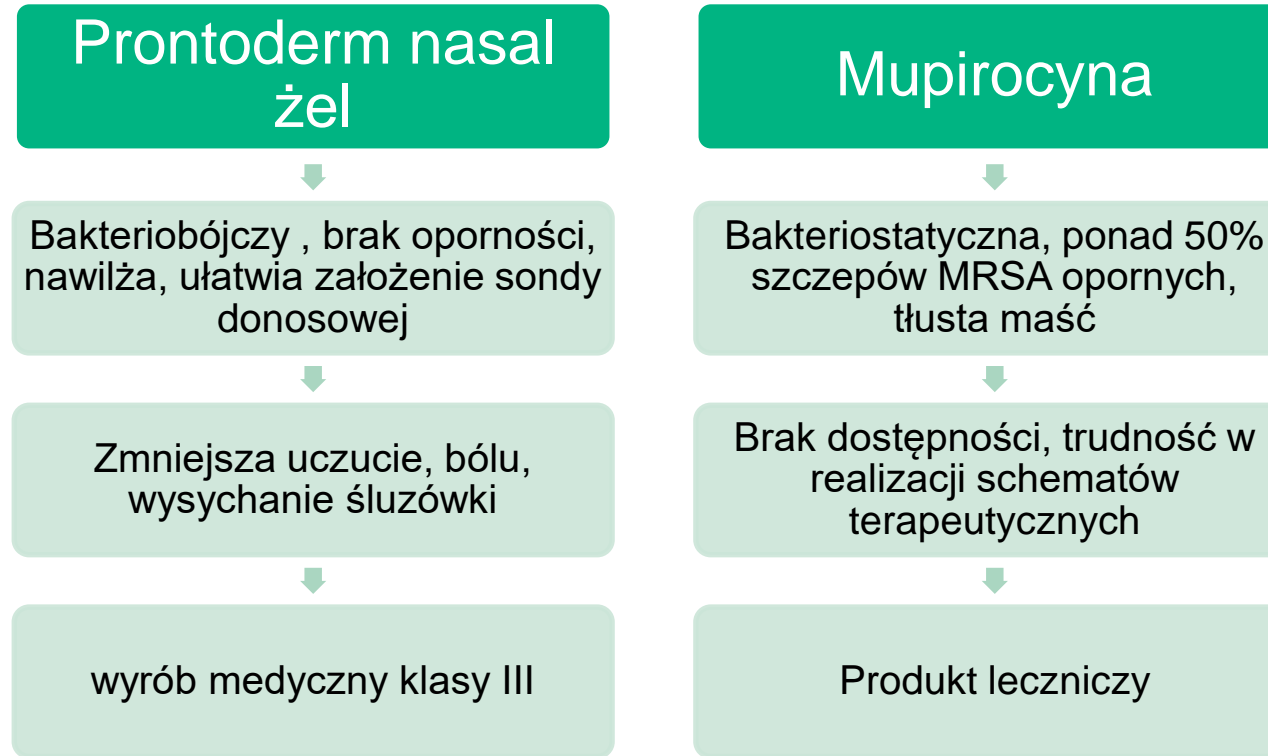 Prontoderm nasal
żel
Bakteriobójczy , brak oporności,
nawilża, ułatwia założenie sondy
donosowej
Zmniejsza uczucie, bólu,
wysychanie śluzówki
wyrób medyczny klasy III
Mupirocyna
Bakteriostatyczna, ponad 50%
szczepów MRSA opornych,
tłusta maść
Brak dostępności, trudność w
realizacji schematów
terapeutycznych
Produkt leczniczy